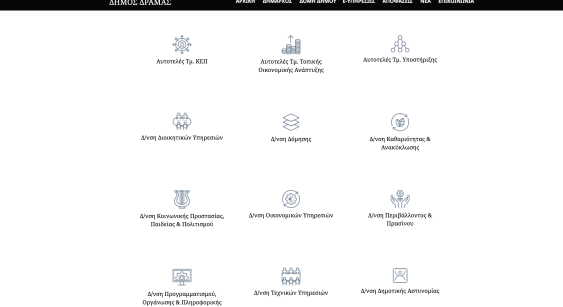 ΔΗΜΟΣ ΔΡΑΜΑΣ
ΑΡΧΙΚΗ ΔΗΜΑΡΧΟΣ ΔΟΜΗ ΔΗΜΟΥ E-ΥΠΗΡΕΣΙΕΣ ΑΠΟΦΑΣΕΙΣ ΝΕΑ ΕΠΙΚΟΙΝΩΝΙΑ
Αυτοτελές Τμ. ΚΕΠ
Αυτοτελές Τμ. Τοπικής
Οικονομικής Ανάπτυξης
Αυτοτελές Τμ. Υποστήριξης
Δ/νση Διοικητικών Υπηρεσιών
Δ/νση Δόμησης
Δ/νση Καθαριότητας &
Ανακύκλωσης
Δ/νση Κοινωνικής Προστασίας,
Παιδείας & Πολιτισμού
Δ/νση Οικονομικών Υπηρεσιών
Δ/νση Περιβάλλοντος &
Πρασίνου
Δ/νση Προγραμματισμού,
Οργάνωσης & Πληροφορικής
Δ/νση Τεχνικών Υπηρεσιών
Δ/νση Δημοτικής Αστυνομίας